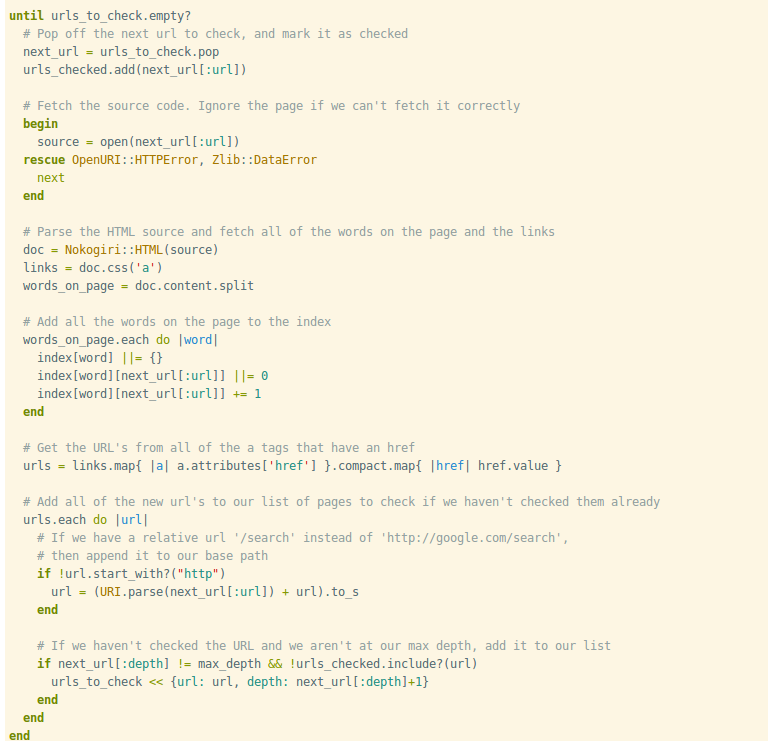 until urls_to_check.empty?
  # Pop off the next url to check, and mark it as checked
  next_url = urls_to_check.pop
  urls_checked.add(next_url[:url])

  # Fetch the source code. Ignore the page if we can't fetch it correctly
  begin
    source = open(next_url[:url])
  rescue OpenURI::HTTPError, Zlib::DataError
    next
  end

  # Parse the HTML source and fetch all of the words on the page and the links
  doc = Nokogiri::HTML(source)
  links = doc.css('a')
  words_on_page = doc.content.split

  # Add all the words on the page to the index
  words_on_page.each do |word|
    index[word] ||= {}
    index[word][next_url[:url]] ||= 0
    index[word][next_url[:url]] += 1
  end

  # Get the URL's from all of the a tags that have an href
  urls = links.map{ |a| a.attributes['href'] }.compact.map{ |href| href.value }

  # Add all of the new url's to our list of pages to check if we haven't checked them already
  urls.each do |url|
    # If we have a relative url '/search' instead of 'http://google.com/search',
    # then append it to our base path
    if !url.start_with?("http")
      url = (URI.parse(next_url[:url]) + url).to_s
    end

    # If we haven't checked the URL and we aren't at our max depth, add it to our list
    if next_url[:depth] != max_depth && !urls_checked.include?(url)
      urls_to_check << {url: url, depth: next_url[:depth]+1}
    end
  end
end